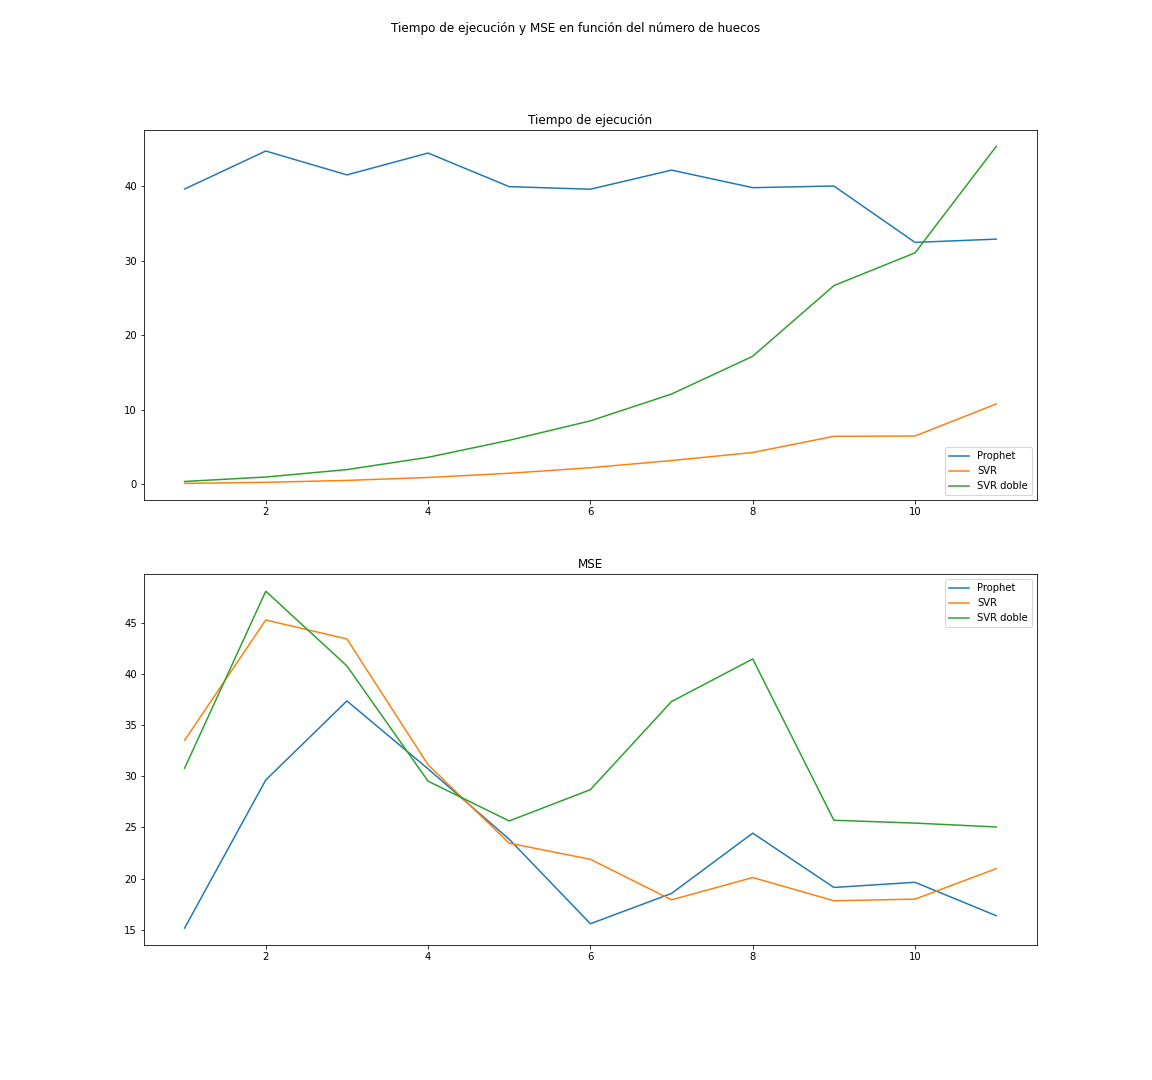 Tiempo de ejecución y MSE en función del número de huecos
Tiempo de ejecución
40
30
20
10
0
2 4 6 8 10
Prophet
SVR
SVR doble
MSE
45
40
35
30
25
20
15
2 4 6 8 10
Prophet
SVR
SVR doble